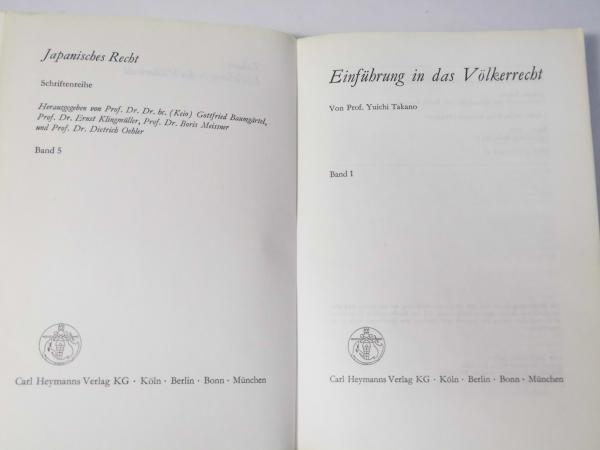 Japanisches Recht
Schriftenreihe
Herausgegeben von Prof. Dr. Dr. hc. (Keio) Gottfried Baumgärtel,
Prof. Dr. Ernst Klingmüller, Prof. Dr. Boris Meissner
und Prof. Dr. Dietrich Oehler
Band 5
Carl Heymanns Verlag KG · Köln · Berlin · Bonn · München
Einführung in das Völkerrecht
Von Prof. Yuichi Takano
Band 1
Carl Heymanns Verlag KG · Köln · Berlin · Bonn · München